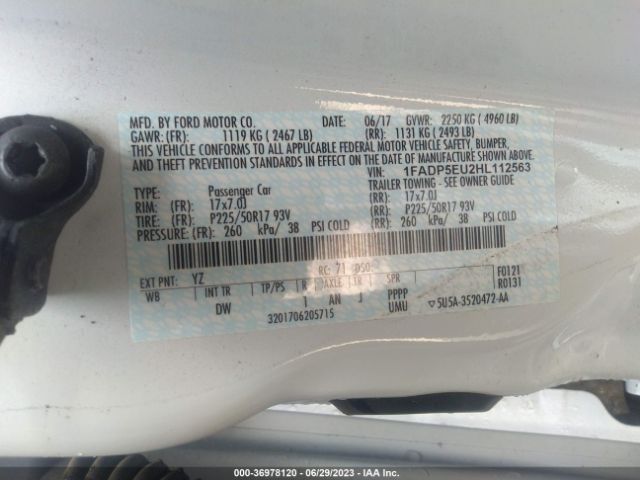 MFD. BY FORD MOTOR CO. DATE: 06/17 GVWR: 2250 KG ( 4960 LB)
GAWR: (FR): 1119 KG ( 2467 LB) (RR): 1131 KG ( 2493 LB)
THIS VEHICLE CONFORMS TO ALL APPLICABLE FEDERAL MOTOR VEHICLE SAFETY, BUMPER,
AND THEFT PREVENTION STANDARDS IN EFFECT ON THE DATE OF MANUFACTURE SHOWN ABOVE.
VIN: 1FADP5EU2HL112563
TYPE: Passenger Car TRAILER TOWING - SEE OWNER GUIDE
RIM: (FR): 17x7.0J (RR): 17x7.0J
TIRE: (FR): P225/50R17 93V (RR): P225/50R17 93V
PRESSURE: (FR): 260 kPa/ 38 PSI COLD (RR): 260 kPa/ 38 PSI COLD
EXT PNT: YZ RC: 71 DSO: F0121
WB INT TR TP/PS R AXLE TR SPR R0131
DW 1 AN J PPPP
UMU
3201706205715 5U5A-3520472-AA
000-36978120 - 06/29/2023 - IAA Inc.